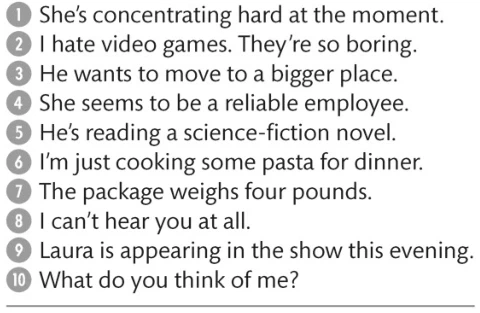 1 She's concentrating hard at the moment.
2 I hate video games. They're so boring.
3 He wants to move to a bigger place.
4 She seems to be a reliable employee.
5 He's reading a science-fiction novel.
6 I'm just cooking some pasta for dinner.
7 The package weighs four pounds.
8 I can't hear you at all.
9 Laura is appearing in the show this evening.
10 What do you think of me?